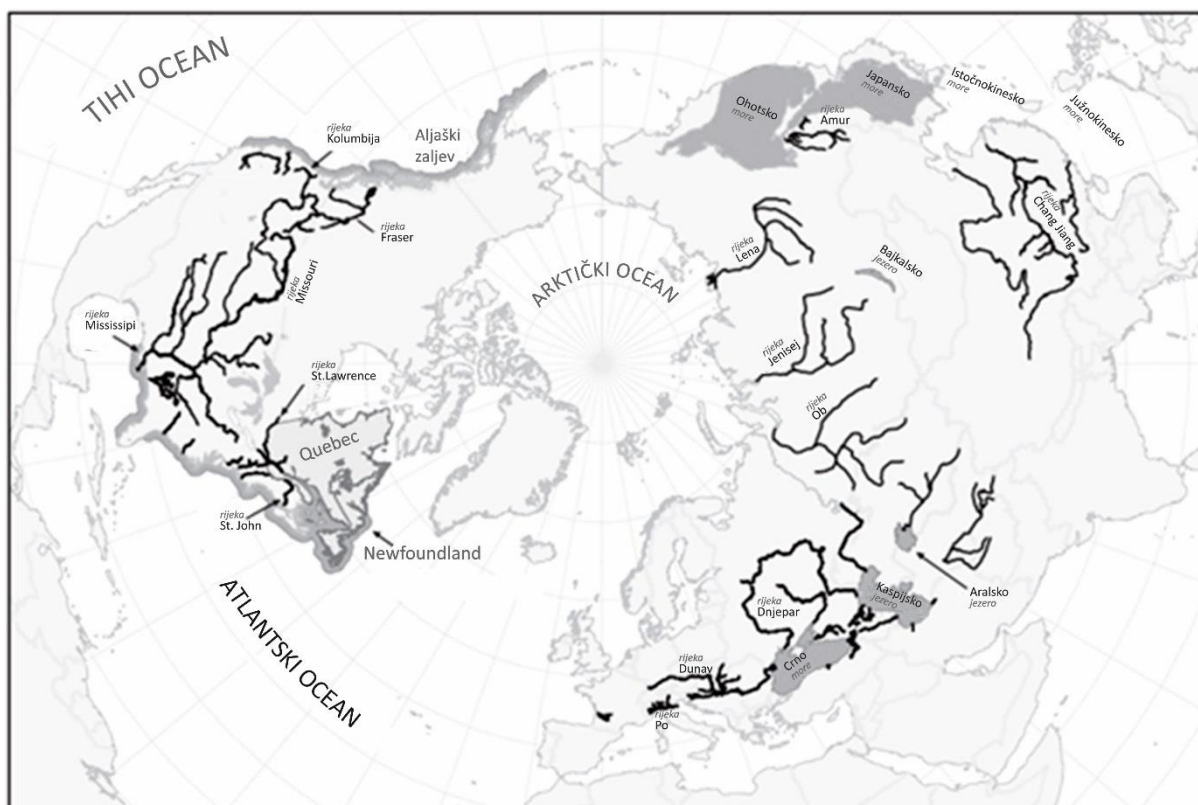 TIHI OCEAN
rijeka
Kolumbija
Aljaški
zaljev
rijeka
Fraser
rijeka
Missouri
rijeka
Mississipi
rijeka
St.Lawrence
Quebec
rijeka
St. John
Newfoundland
ATLANTSKI OCEAN
ARKTIČKI OCEAN
Ohotsko
more
Japansko
more
rijeka
Amur
Istočnokinesko
more
Južnokinesko
more
rijeka
Chang Jiang
rijeka
Lena
Bajkalsko
jezero
rijeka
Jenisej
rijeka
Ob
Aralsko
jezero
Kašpijsko
jezero
rijeka
Dnjepar
Crno
more
rijeka
Dunav
rijeka
Po